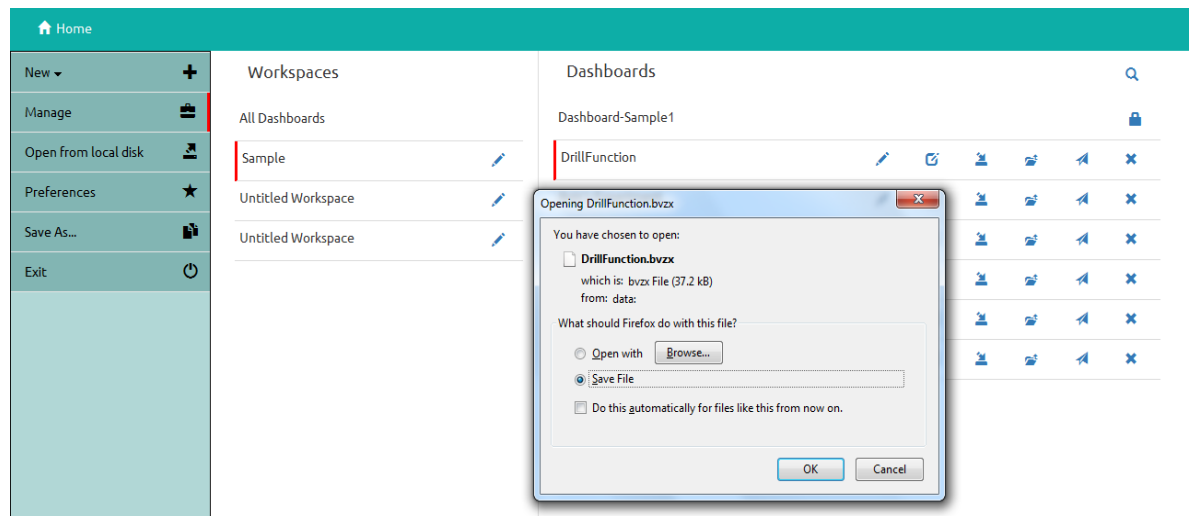 Home
New
Manage
Open from local disk
Preferences
Save As...
Exit
Workspaces
All Dashboards
Sample
Untitled Workspace
Untitled Workspace
Dashboards
Dashboard-Sample1
DrillFunction
Opening DrillFunction.bvzx
You have chosen to open:
DrillFunction.bvzx
which is: bvzx File (37.2 kB)
from: data:
What should Firefox do with this file?
Open with Browse...
Save File
Do this automatically for files like this from now on.
OK Cancel